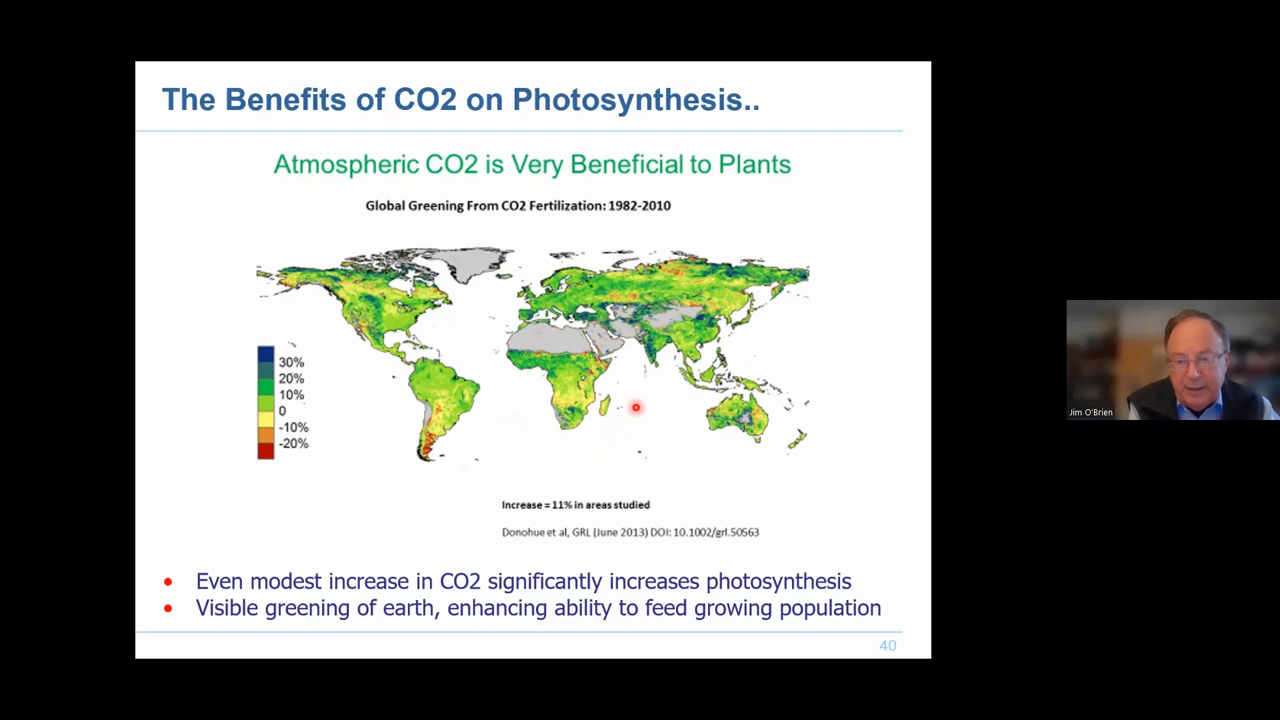 The Benefits of CO2 on Photosynthesis..
Atmospheric CO2 is Very Beneficial to Plants
Global Greening From CO2 Fertilization: 1982-2010
30%
20%
10%
0
-10%
-20%
Increase = 11% in areas studied
Donohue et al, GRL (June 2013) DOI: 10.1002/grl.50563
• Even modest increase in CO2 significantly increases photosynthesis
• Visible greening of earth, enhancing ability to feed growing population
40
Jim O'Brien